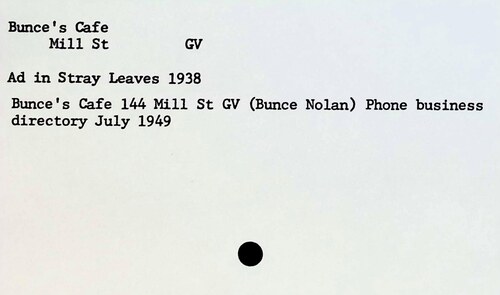 Bunce's Cafe
Mill St GV
Ad in Stray Leaves 1938
Bunce's Cafe 144 Mill St GV (Bunce Nolan) Phone business
directory July 1949